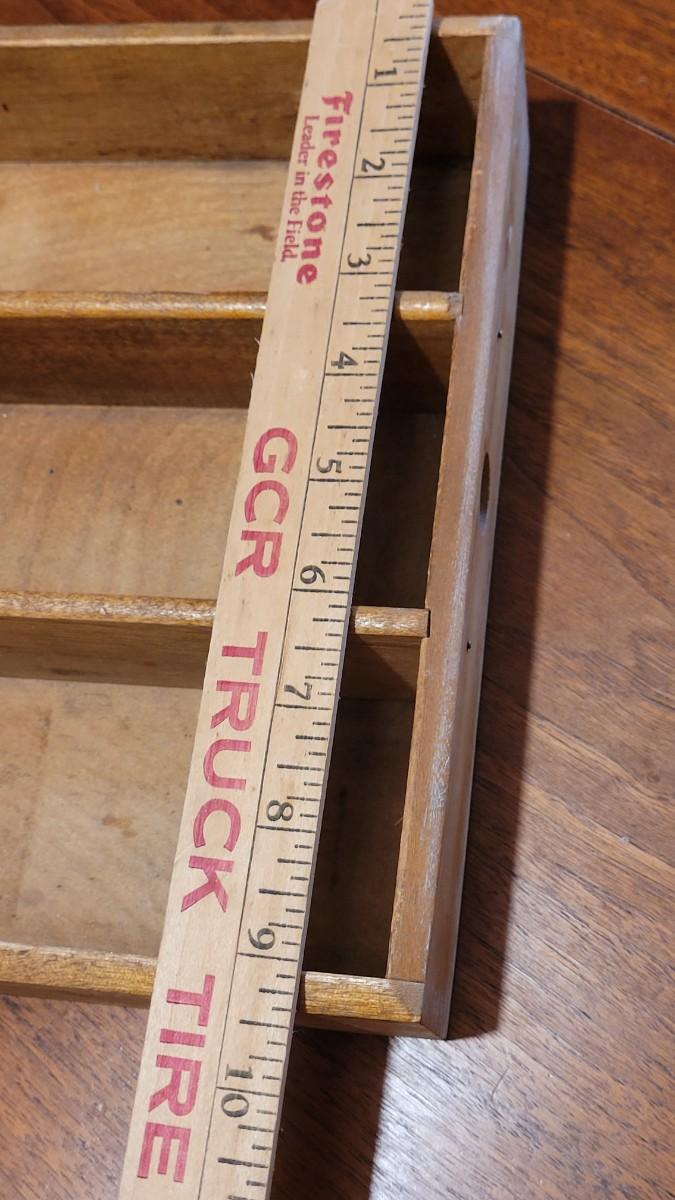 Firestone
Leader in the Field.
GCR TRUCK TIRE
1 2 3 4 5 6 7 8 9 10